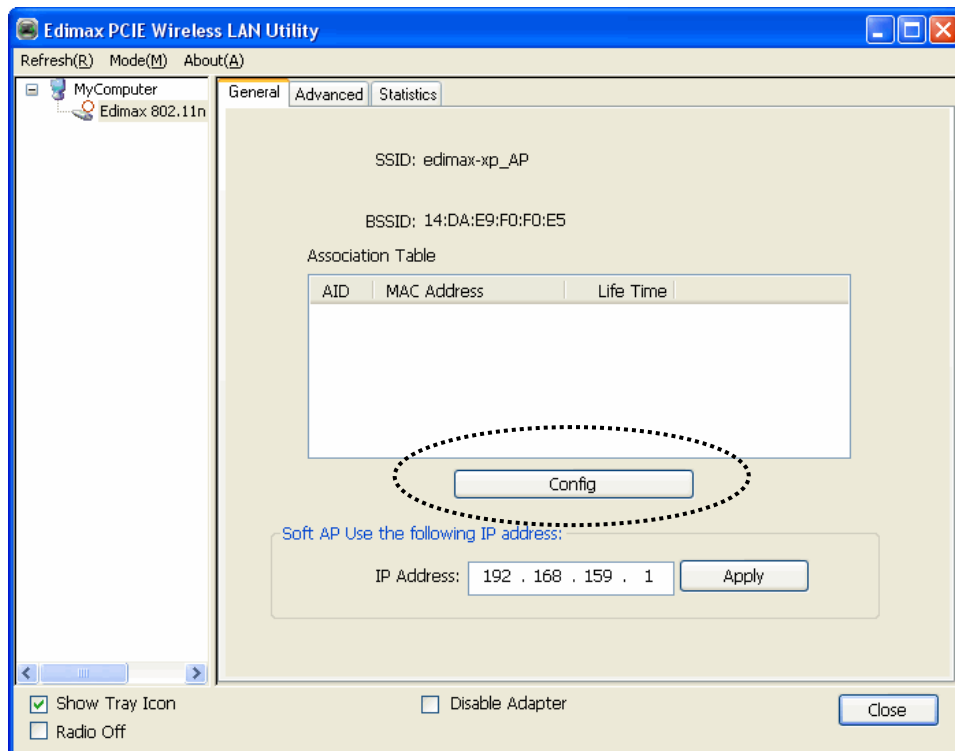 Edimax PCIE Wireless LAN Utility
Refresh(R) Mode(M) About(A)
MyComputer
Edimax 802.11n
General Advanced Statistics
SSID: edimax-xp_AP
BSSID: 14:DA:E9:F0:F0:E5
Association Table
AID MAC Address Life Time
Config
Soft AP Use the following IP address:
IP Address: 192 . 168 . 159 . 1 Apply
Show Tray Icon Disable Adapter Close
Radio Off